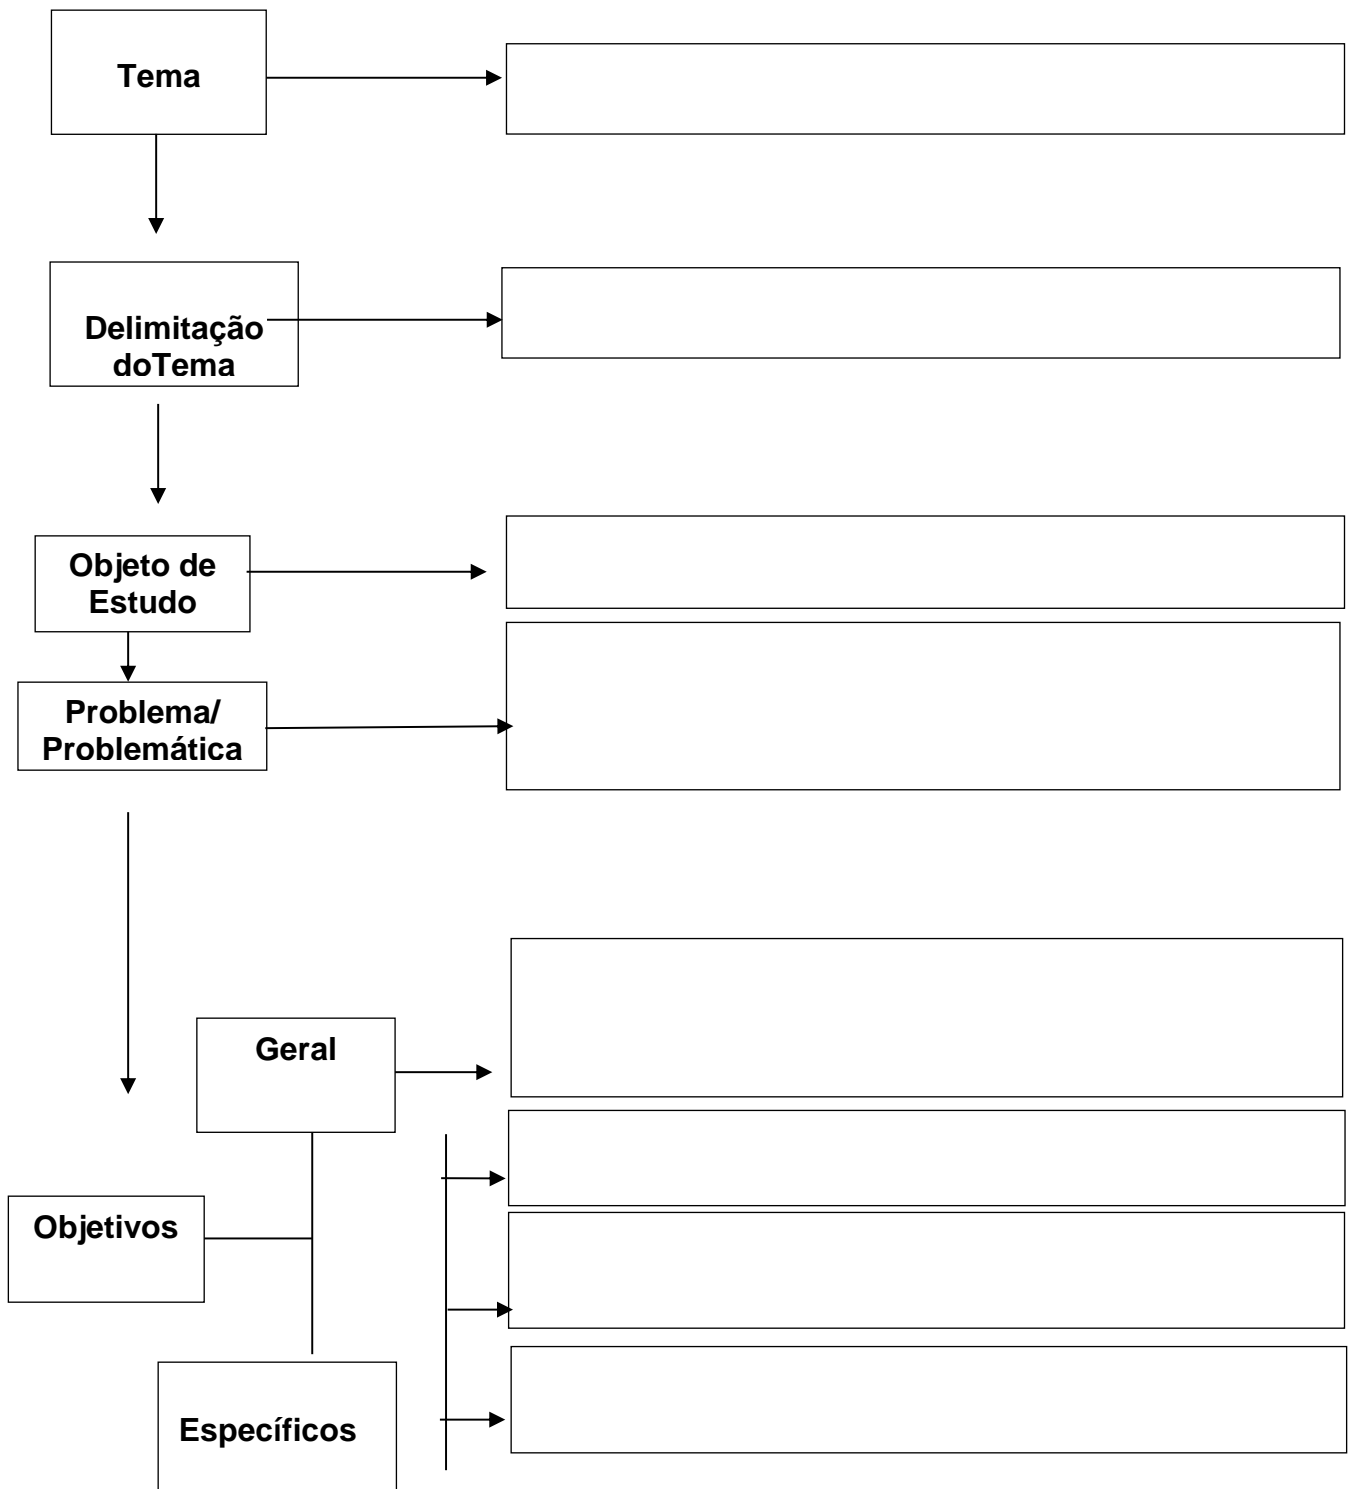 Tema
Delimitação
doTema
Objeto de
Estudo
Problema/
Problemática
Geral
Objetivos
Específicos